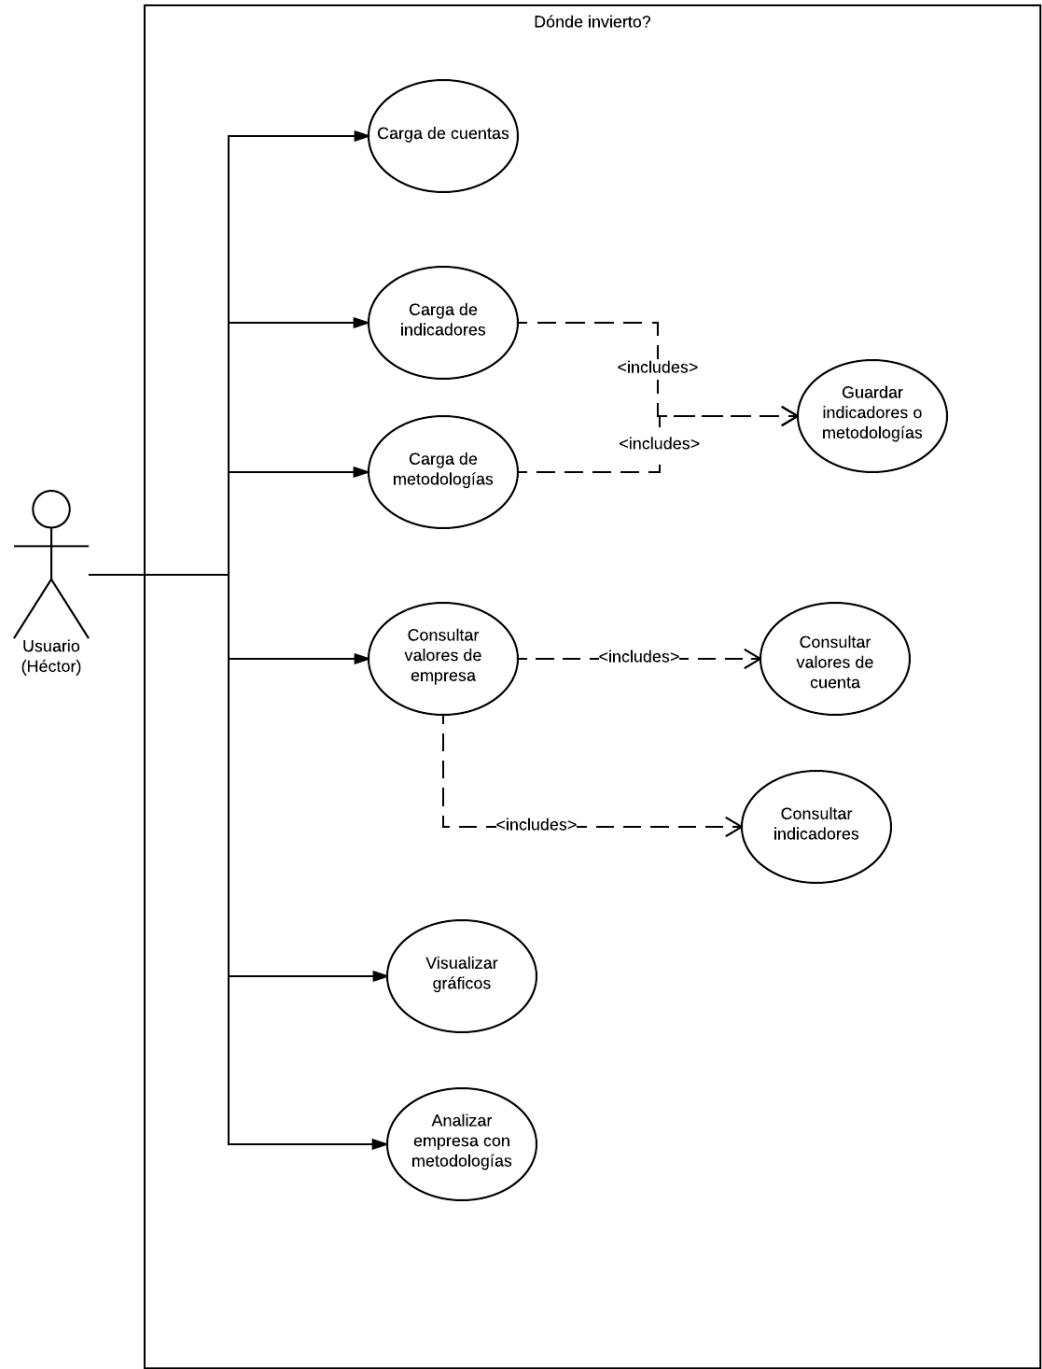 Dónde invierto?
Carga de cuentas
Carga de
indicadores
<includes>
Guardar
indicadores o
metodologías
<includes>
Carga de
metodologías
Usuario
(Héctor)
Consultar
valores de
empresa
<includes>
Consultar
valores de
cuenta
<includes>
Consultar
indicadores
Visualizar
gráficos
Analizar
empresa con
metodologías